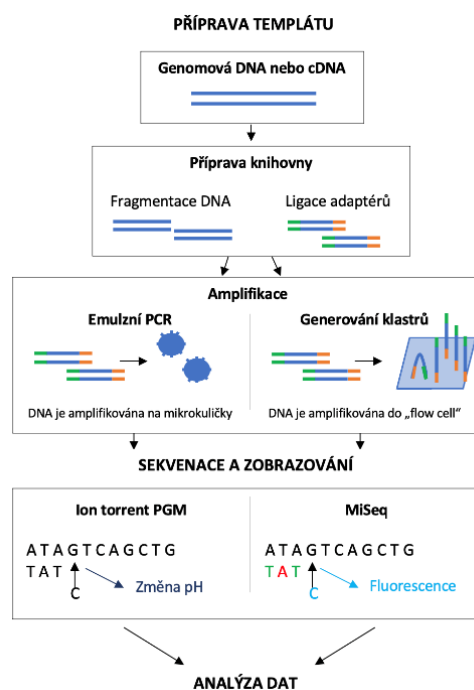 PŘÍPRAVA TEMPLÁTU
Genomová DNA nebo cDNA
Příprava knihovny
Fragmentace DNA
Ligace adaptérů
Amplifikace
Emulzní PCR
Generování klastrů
DNA je amplifikována na mikrokuličky
DNA je amplifikována do „flow cell“
SEKVENACE A ZOBRAZOVÁNÍ
Ion torrent PGM
MiSeq
A T A G T C A G C T G
A T A G T C A G C T G
T A T
T A T
Změna pH
Fluorescence
C
C
ANALÝZA DAT